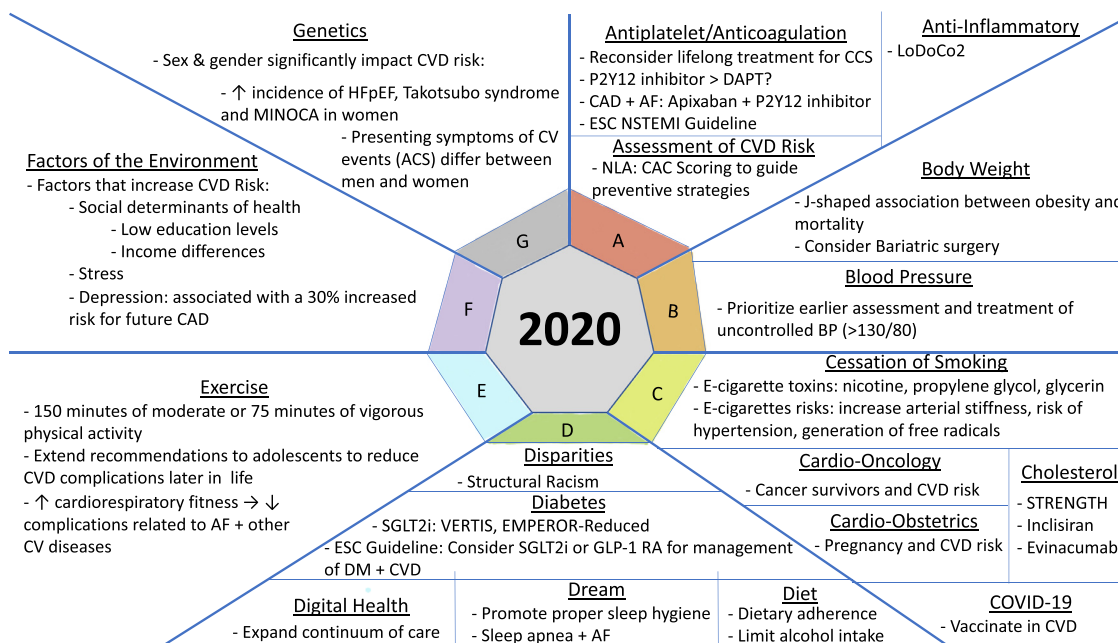 Genetics
- Sex & gender significantly impact CVD risk:
- ↑ incidence of HFpEF, Takotsubo syndrome
and MINOCA in women
- Presenting symptoms of CV
events (ACS) differ between
men and women
Antiplatelet/Anticoagulation
- Reconsider lifelong treatment for CCS
- P2Y12 inhibitor > DAPT?
- CAD + AF: Apixaban + P2Y12 inhibitor
- ESC NSTEMI Guideline
Anti-Inflammatory
- LoDoCo2
Assessment of CVD Risk
- NLA: CAC Scoring to guide
preventive strategies
Factors of the Environment
- Factors that increase CVD Risk:
- Social determinants of health
- Low education levels
- Income differences
- Stress
- Depression: associated with a 30% increased
risk for future CAD
Body Weight
- J-shaped association between obesity and
mortality
- Consider Bariatric surgery
Blood Pressure
- Prioritize earlier assessment and treatment of
uncontrolled BP (>130/80)
G
A
F
B
2020
E
C
D
Exercise
- 150 minutes of moderate or 75 minutes of vigorous
physical activity
- Extend recommendations to adolescents to reduce
CVD complications later in life
- ↑ cardiorespiratory fitness → ↓
complications related to AF + other
CV diseases
Cessation of Smoking
- E-cigarette toxins: nicotine, propylene glycol, glycerin
- E-cigarettes risks: increase arterial stiffness, risk of
hypertension, generation of free radicals
Disparities
- Structural Racism
Diabetes
- SGLT2i: VERTIS, EMPEROR-Reduced
- ESC Guideline: Consider SGLT2i or GLP-1 RA for management
of DM + CVD
Cardio-Oncology
- Cancer survivors and CVD risk
Cardio-Obstetrics
- Pregnancy and CVD risk
Cholesterol
- STRENGTH
- Inclisiran
- Evinacumab
Digital Health
- Expand continuum of care
Dream
- Promote proper sleep hygiene
- Sleep apnea + AF
Diet
- Dietary adherence
- Limit alcohol intake
COVID-19
- Vaccinate in CVD